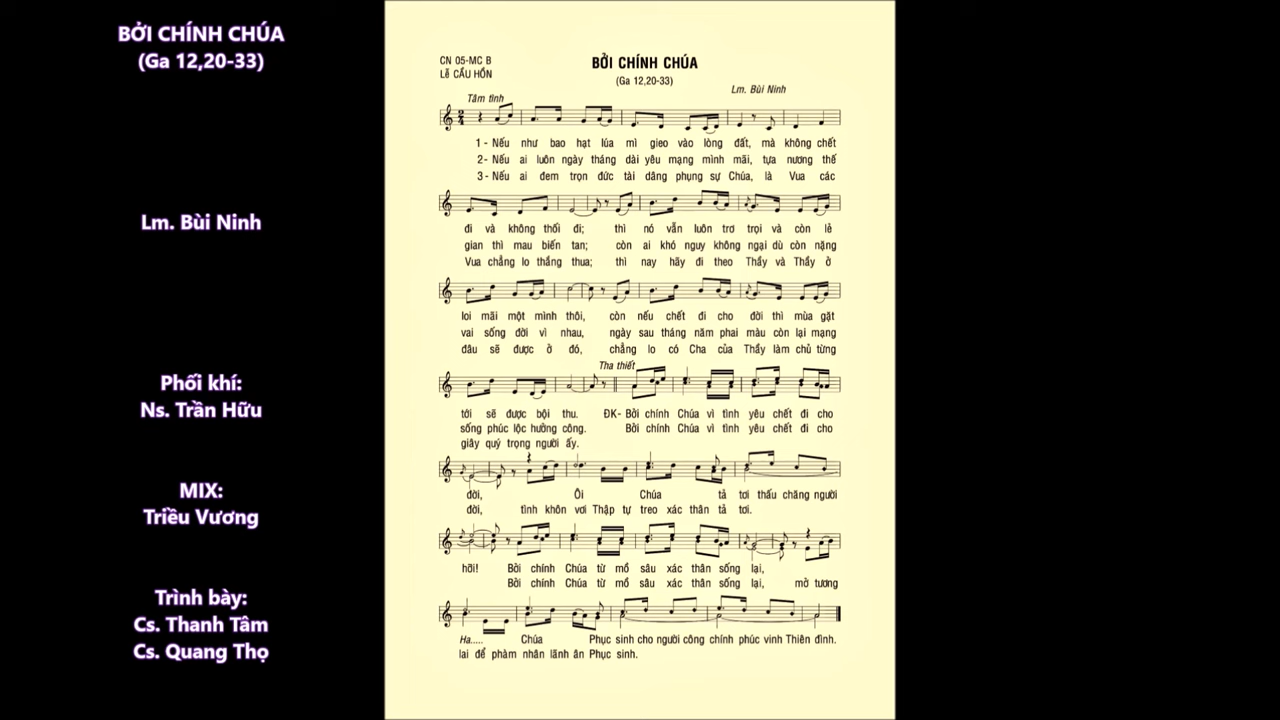 BỞI CHÍNH CHÚA
(Ga 12,20-33)
Lm. Bùi Ninh
Phối khí:
Ns. Trần Hữu
MIX:
Triều Vương
Trình bày:
Cs. Thanh Tâm
Cs. Quang Thọ
CN 05-MC B
Lễ CẦU HỒN
BỞI CHÍNH CHÚA
(Ga 12,20-33)
Lm. Bùi Ninh
Tâm tình
1 - Nếu như bao hạt lúa mì gieo vào lòng đất, mà không chết
2 - Nếu ai luôn ngày tháng dài yêu mạng mình mãi, tựa nương thế
3 - Nếu ai đem trọn đức tài dâng phụng sự Chúa, là Vua các
đi và không thối đi; thì nó vẫn luôn trơ trọi và còn lẻ
gian thì mau biến tan; còn ai khó nguy không ngại dù còn nặng
Vua chẳng lo thắng thua; thì nay hãy đi theo Thầy và Thầy ở
loi mãi một mình thôi, còn nếu chết đi cho đời thì mùa gặt
vai sống đời vì nhau, ngày sau tháng năm phai màu còn lại mạng
đâu sẽ được ở đó, chẳng lo có Cha của Thầy làm chủ từng
Tha thiết
tới sẽ được bội thu. ĐK- Bởi chính Chúa vì tình yêu chết đi cho
sống phúc lộc hưởng công. Bởi chính Chúa vì tình yêu chết đi cho
giây quý trọng người ấy.
đời, Ôi Chúa tả tơi thấu chăng người
đời, tình khôn vơi Thập tự treo xác thân tả tơi.
hỡi! Bởi chính Chúa từ mồ sâu xác thân sống lại,
Bởi chính Chúa từ mồ sâu xác thân sống lại, mở tương
Ha..... Chúa Phục sinh cho người công chính phúc vinh Thiên đình.
lai để phàm nhân lãnh ân Phục sinh.